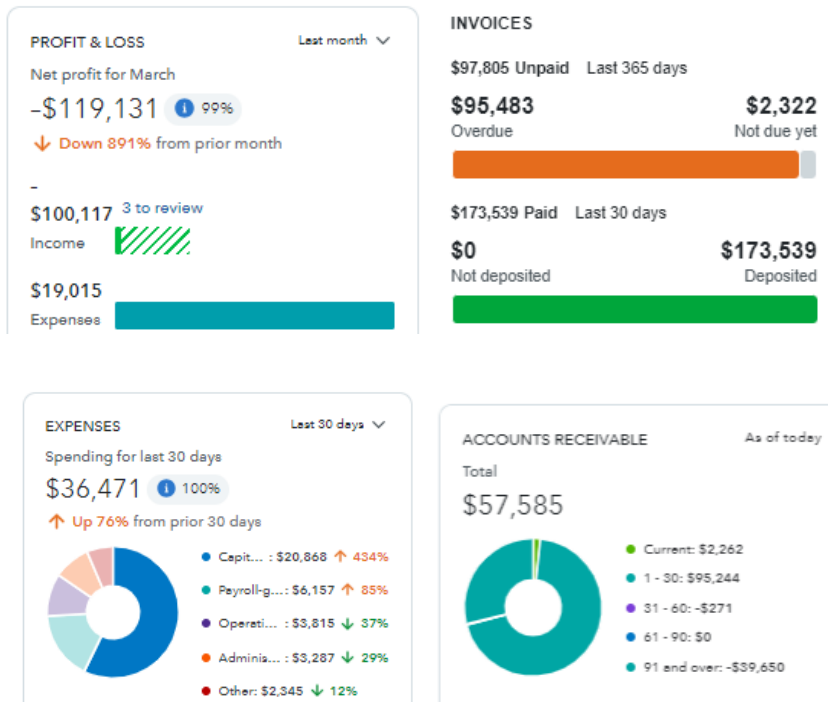 PROFIT & LOSS
Last month
Net profit for March
-$119,131 99%
Down 891% from prior month
-
$100,117 3 to review
Income
$19,015
Expenses
INVOICES
$97,805 Unpaid Last 365 days
$95,483 $2,322
Overdue Not due yet
$173,539 Paid Last 30 days
$0 $173,539
Not deposited Deposited
EXPENSES
Last 30 days
Spending for last 30 days
$36,471 100%
Up 76% from prior 30 days
Capit... : $20,868 434%
Payroll-g...: $6,157 85%
Operati... : $3,815 37%
Adminis... : $3,287 29%
Other: $2,345 12%
ACCOUNTS RECEIVABLE
As of today
Total
$57,585
Current: $2,262
1 - 30: $95,244
31 - 60: -$271
61 - 90: $0
91 and over: -$39,650